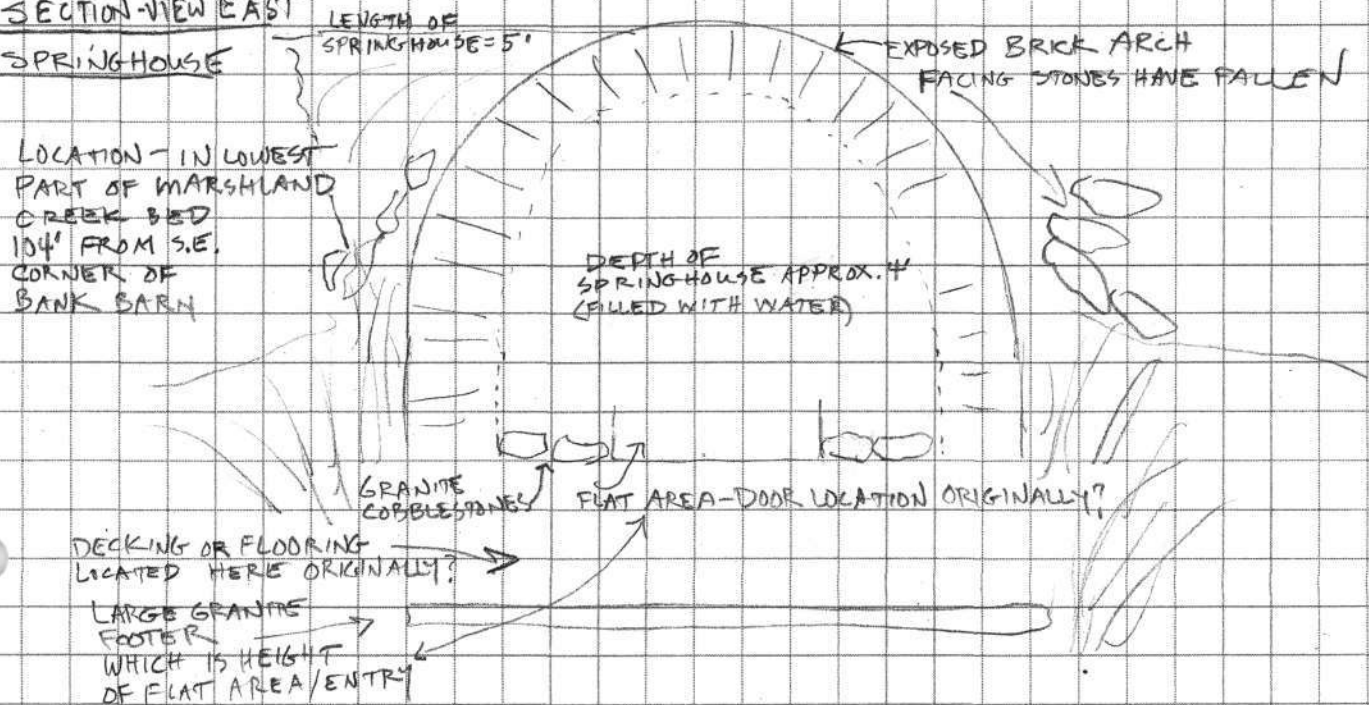 SECTION-VIEW EAST
SPRINGHOUSE
LENGTH OF
SPRINGHOUSE = 5'
EXPOSED BRICK ARCH
FACING STONES HAVE FALLEN
LOCATION - IN LOWEST
PART OF MARSHLAND
CREEK BED
104' FROM S.E.
CORNER OF
BANK BARN
DEPTH OF
SPRINGHOUSE APPROX. 4'
(FILLED WITH WATER)
GRANITE
COBBLESTONES
FLAT AREA-DOOR LOCATION ORIGINALLY?
DECKING OR FLOORING
LOCATED HERE ORIGINALLY?
LARGE GRANITE
FOOTER
WHICH IS HEIGHT
OF FLAT AREA/ENTRY